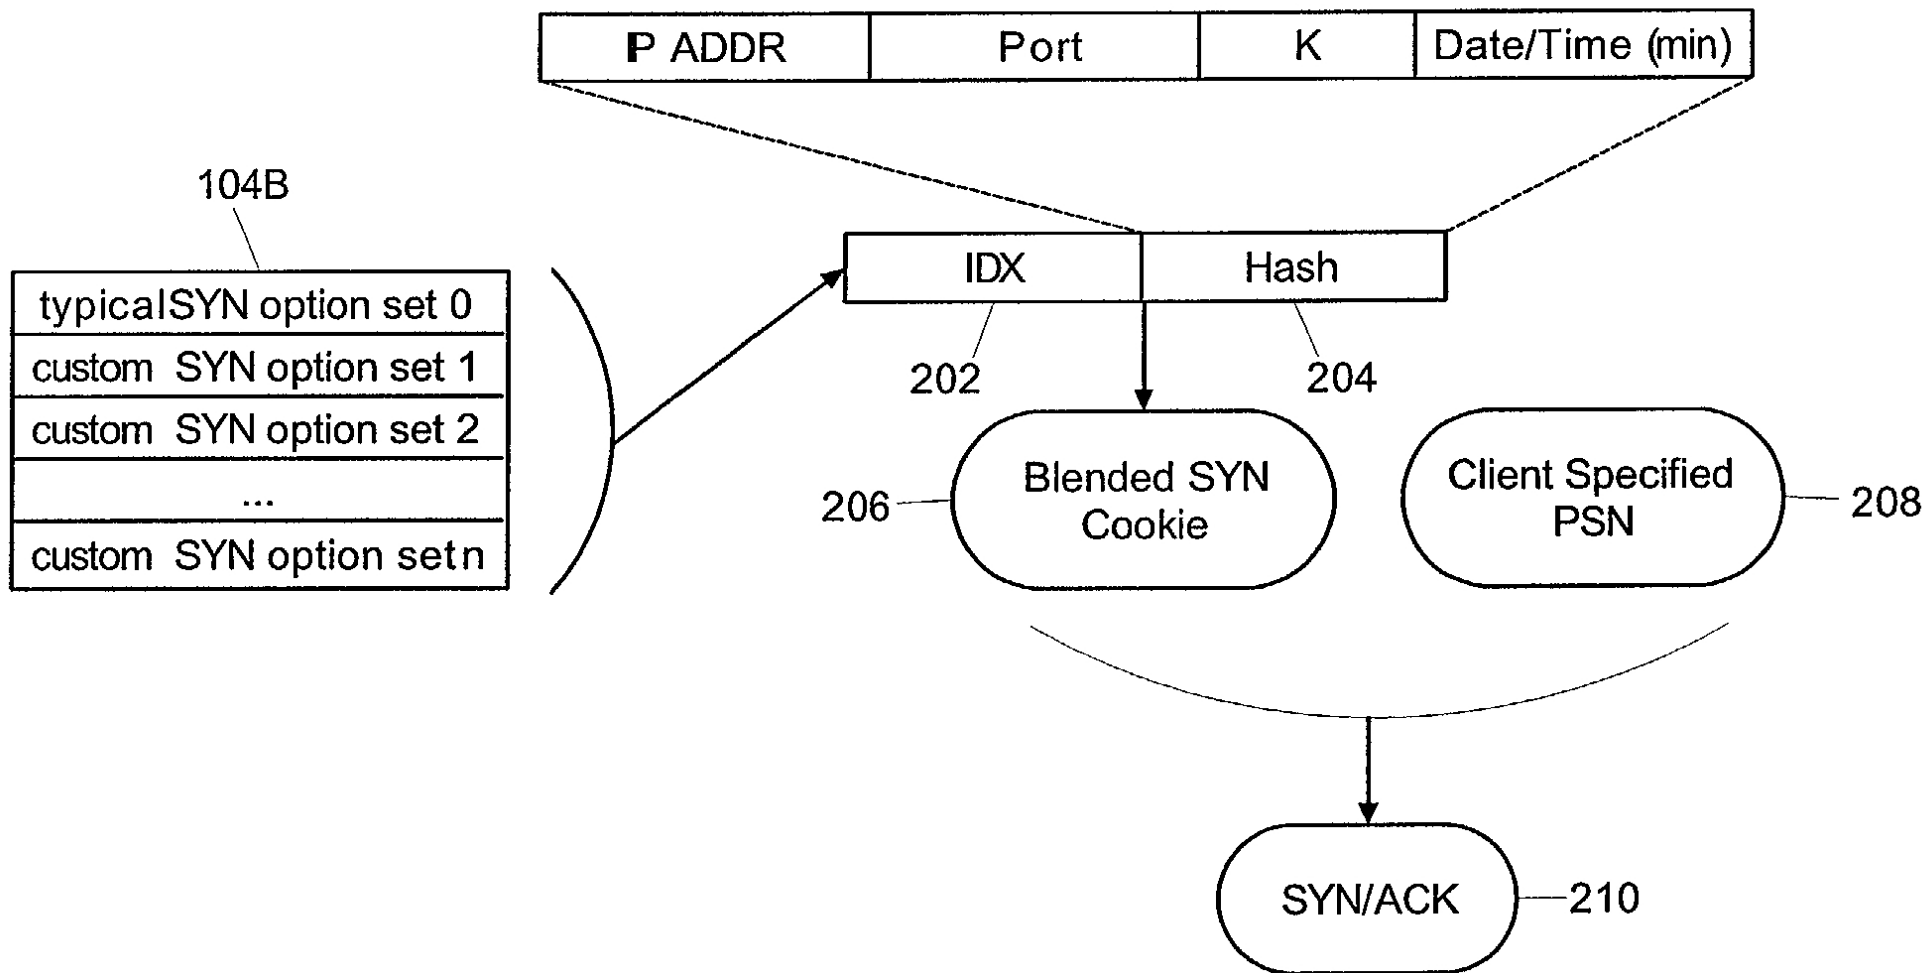 IP ADDR Port K Date/Time (min)
104B
IDX Hash
typical SYN option set 0
custom SYN option set 1
custom SYN option set 2
...
custom SYN option set n
202 204
206
Blended SYN
Cookie
Client Specified
PSN
208
SYN/ACK
210